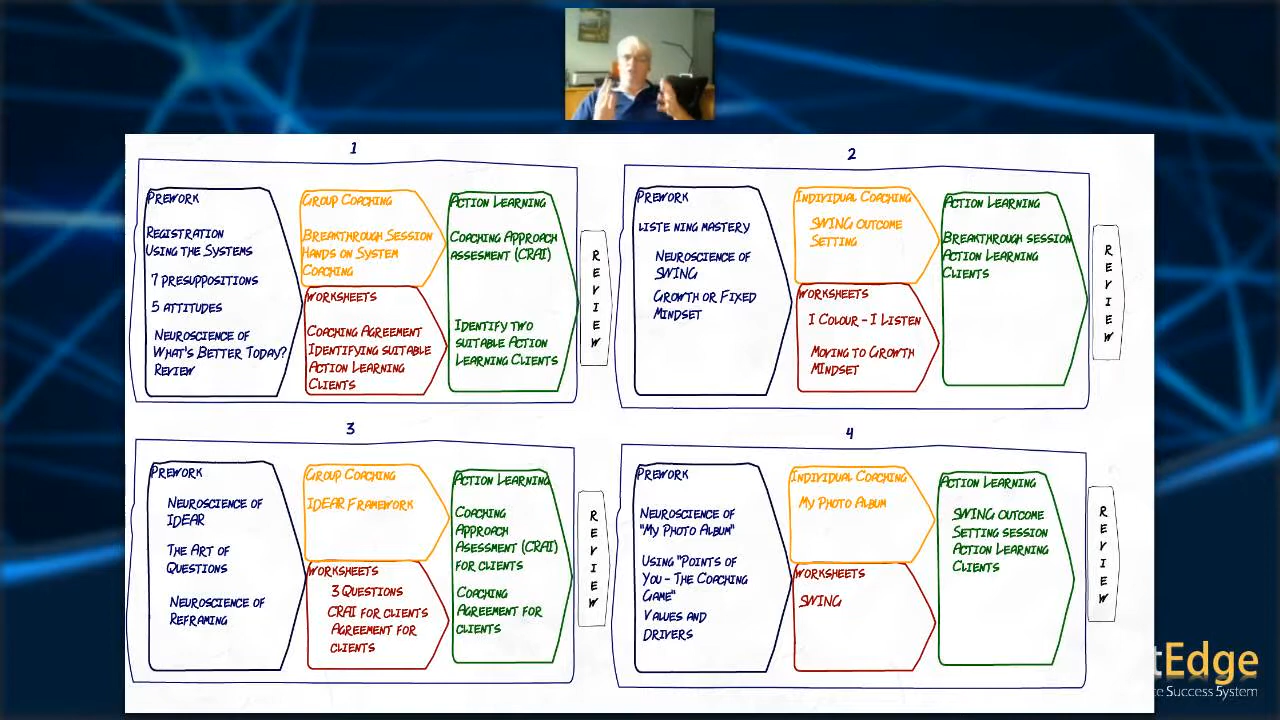 1
PREWORK
REGISTRATION
USING THE SYSTEMS
7 PRESUPPOSITIONS
5 ATTITUDES
NEUROSCIENCE OF
WHAT'S BETTER TODAY?
REVIEW
GROUP COACHING
BREAKTHROUGH SESSION
HANDS ON SYSTEM
COACHING
WORKSHEETS
COACHING AGREEMENT
IDENTIFYING SUITABLE
ACTION LEARNING
CLIENTS
ACTION LEARNING
COACHING APPROACH
ASSESMENT (CRAI)
IDENTIFY TWO
SUITABLE ACTION
LEARNING CLIENTS
REVIEW
2
PREWORK
LISTE NING MASTERY
NEUROSCIENCE OF
SWING
GROWTH OR FIXED
MINDSET
INDIVIDUAL COACHING
SWING OUTCOME
SETTING
WORKSHEETS
I COLOUR - I LISTEN
MOVING TO GROWTH
MINDSET
ACTION LEARNING
BREAKTHROUGH SESSION
ACTION LEARNING
CLIENTS
REVIEW
3
PREWORK
NEUROSCIENCE OF
IDEAR
THE ART OF
QUESTIONS
NEUROSCIENCE OF
REFRAMING
GROUP COACHING
IDEAR FRAMEWORK
WORKSHEETS
3 QUESTIONS
CRAI FOR CLIENTS
AGREEMENT FOR
CLIENTS
ACTION LEARNING
COACHING
APPROACH
ASESSMENT (CRAI)
FOR CLIENTS
COACHING
AGREEMENT FOR
CLIENTS
REVIEW
4
PREWORK
NEUROSCIENCE OF
"MY PHOTO ALBUM"
USING "POINTS OF
YOU - THE COACHING
GAME"
VALUES AND
DRIVERS
INDIVIDUAL COACHING
MY PHOTO ALBUM
WORKSHEETS
SWING
ACTION LEARNING
SWING OUTCOME
SETTING SESSION
ACTION LEARNING
CLIENTS
REVIEW
tEdge
ce Success System